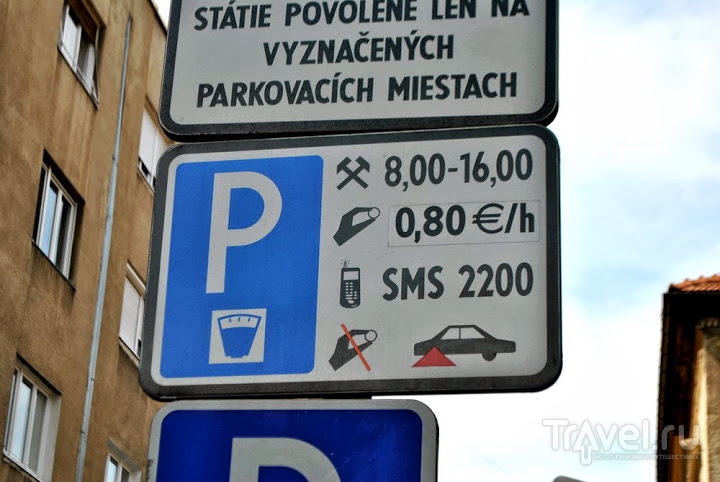 STÁTIE POVOLENÉ LEN NA
VYZNAČENÝCH
PARKOVACÍCH MIESTACH
P
8,00-16,00
0,80 €/h
SMS 2200
P
TRAVEL.RU